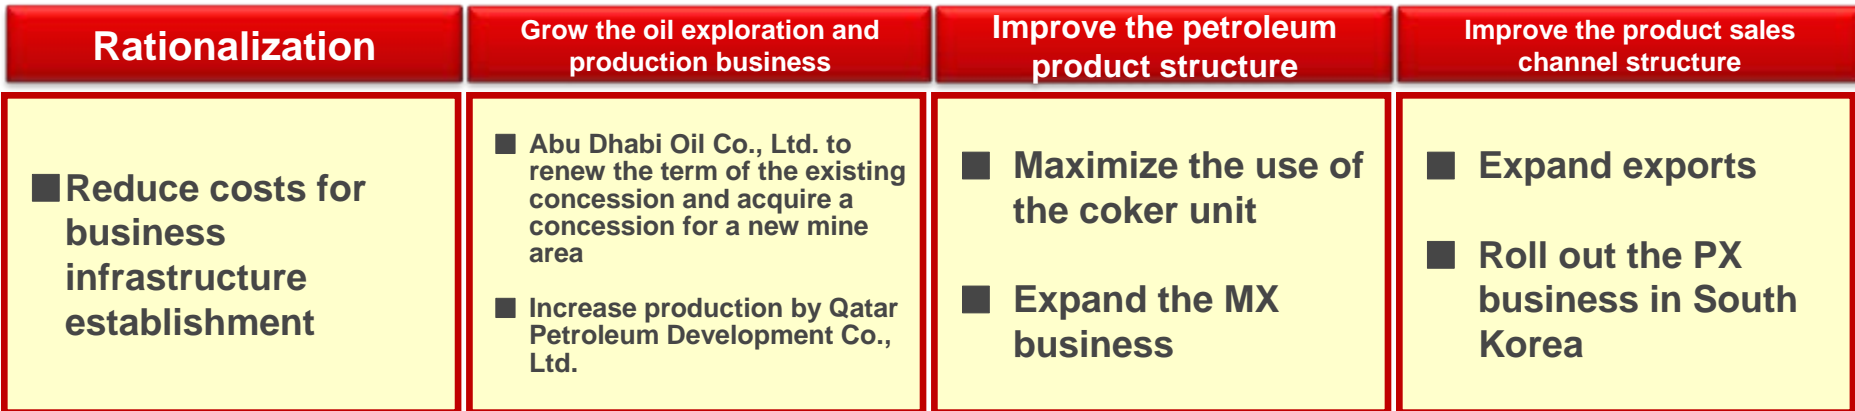 Rationalization
Grow the oil exploration and
production business
Improve the petroleum
product structure
Improve the product sales
channel structure
■Reduce costs for
business
infrastructure
establishment
■ Abu Dhabi Oil Co., Ltd. to
renew the term of the existing
concession and acquire a
concession for a new mine
area
■ Increase production by Qatar
Petroleum Development Co.,
Ltd.
■ Maximize the use of
the coker unit
■ Expand the MX
business
■ Expand exports
■ Roll out the PX
business in South
Korea